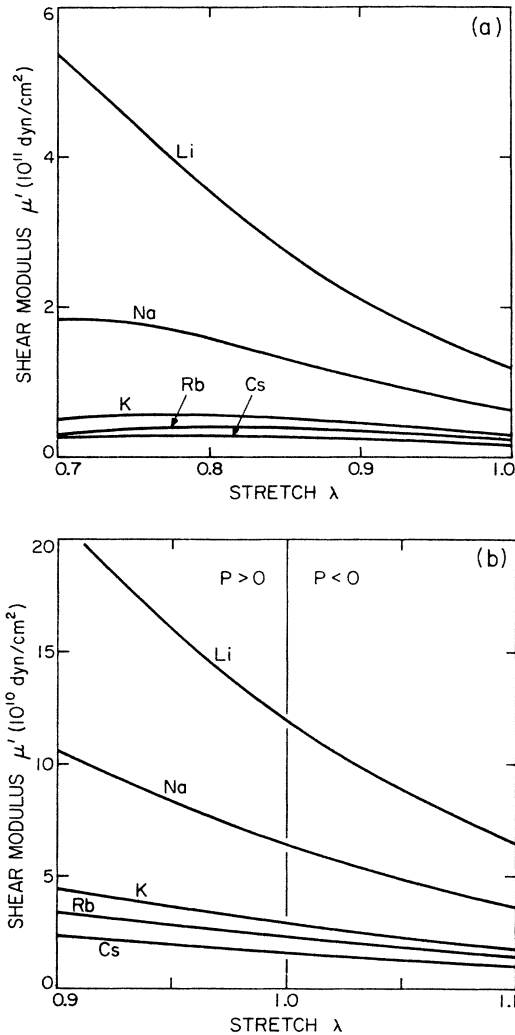 (a)
SHEAR MODULUS μ' (10¹¹ dyn/cm²)
6
4
2
0
Li
Na
K
Rb
Cs
0.7
0.8
0.9
1.0
STRETCH λ
(b)
SHEAR MODULUS μ' (10¹⁰ dyn/cm²)
20
15
10
5
0
P > 0
P < 0
Li
Na
K
Rb
Cs
0.9
1.0
1.1
STRETCH λ